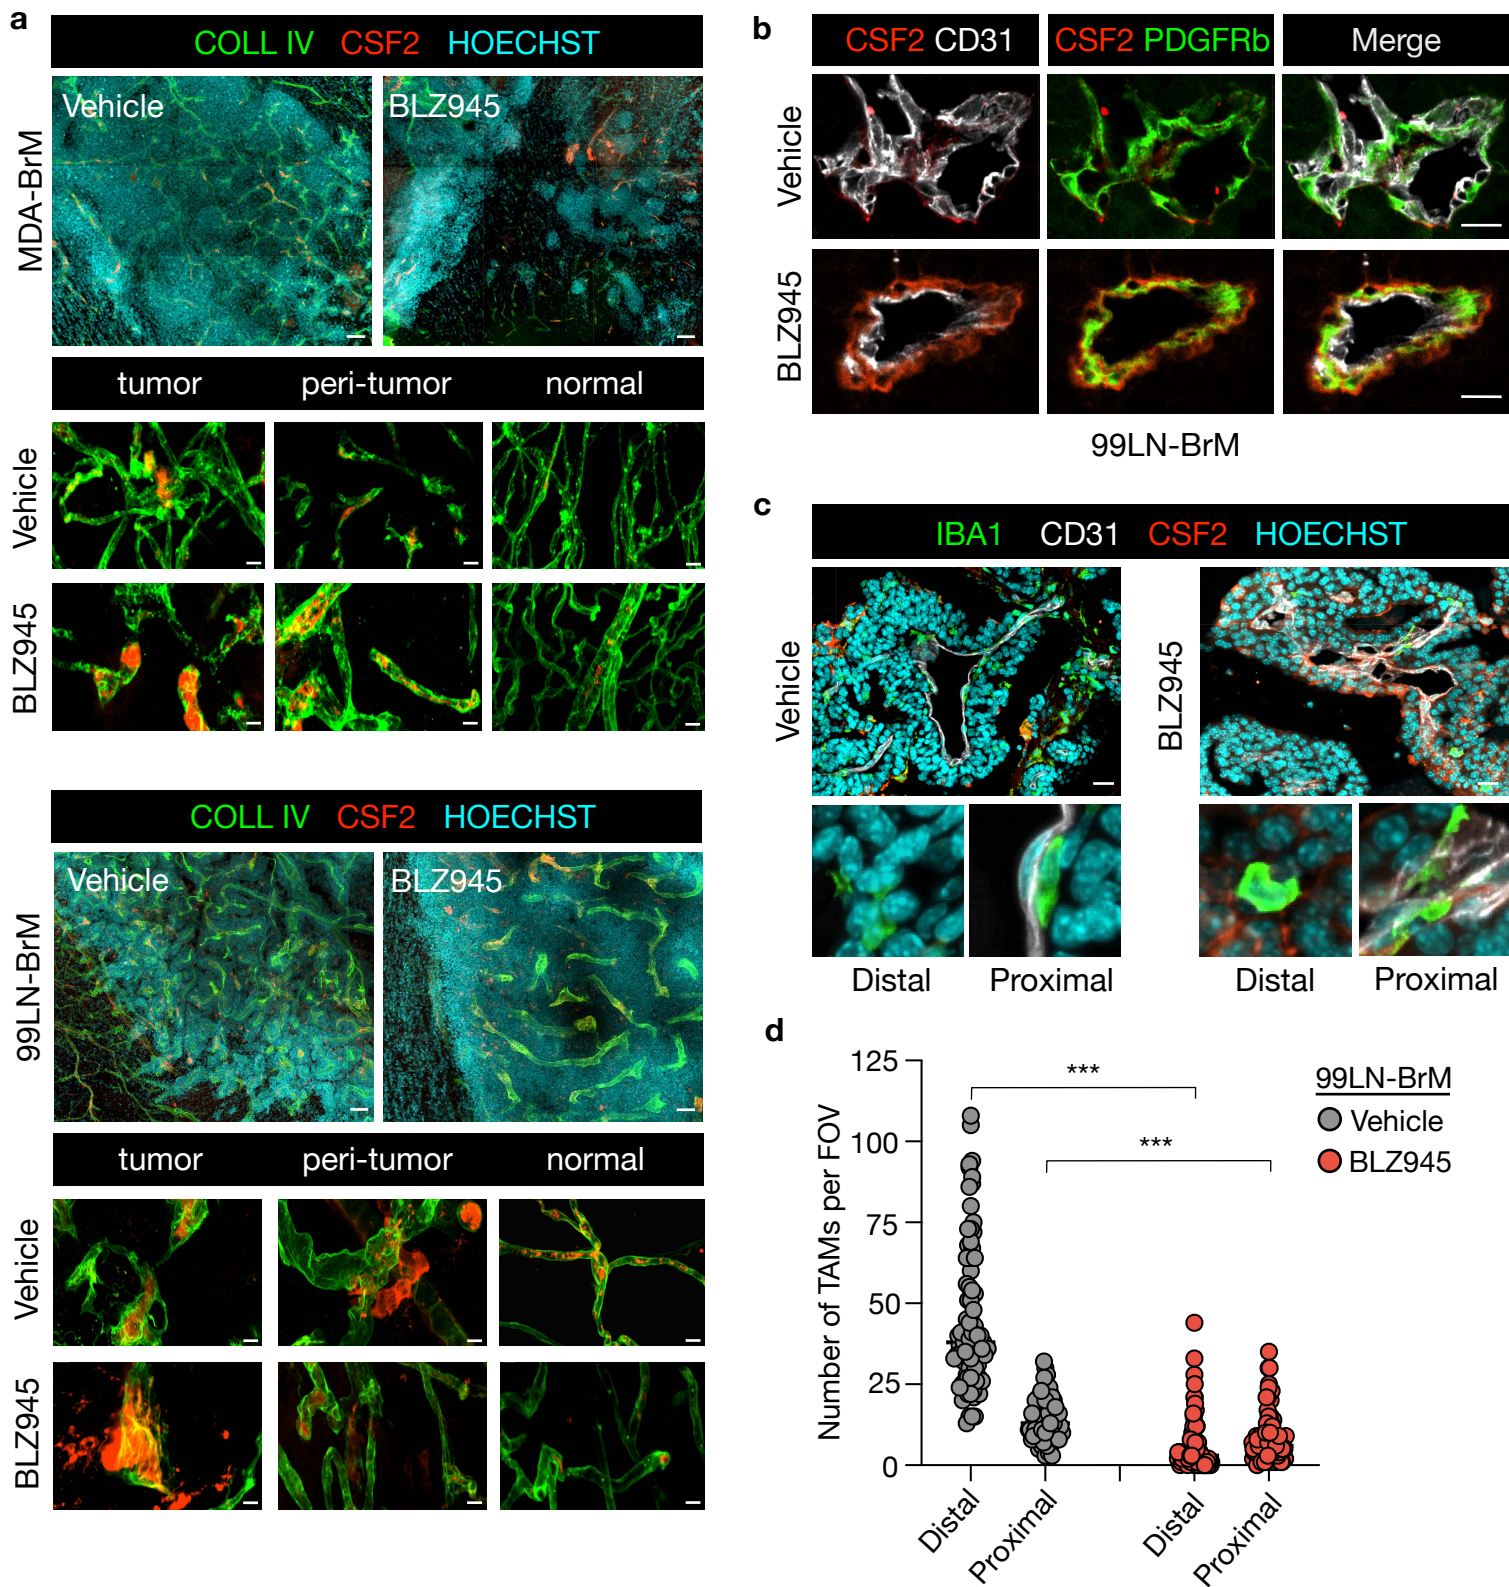 a
COLL IV CSF2 HOECHST
MDA-BrM
Vehicle BLZ945
tumor peri-tumor normal
Vehicle
BLZ945
COLL IV CSF2 HOECHST
99LN-BrM
Vehicle BLZ945
tumor peri-tumor normal
Vehicle
BLZ945
b
CSF2 CD31 CSF2 PDGFRb Merge
Vehicle
BLZ945
99LN-BrM
c
IBA1 CD31 CSF2 HOECHST
Vehicle
BLZ945
Distal Proximal Distal Proximal
d
Number of TAMs per FOV
125
100
75
50
25
0
***
***
99LN-BrM
Vehicle
BLZ945
Distal Proximal Distal Proximal